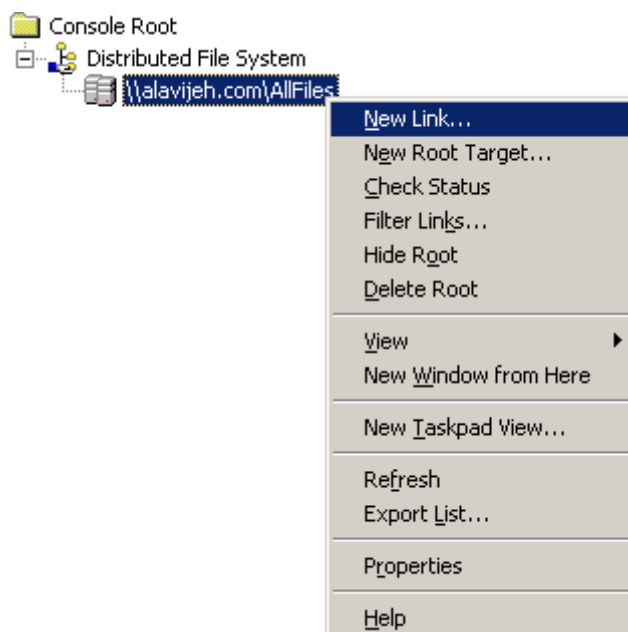 Console Root
Distributed File System
\\alavijeh.com\AllFiles
New Link...
New Root Target...
Check Status
Filter Links...
Hide Root
Delete Root
View
New Window from Here
New Taskpad View...
Refresh
Export List...
Properties
Help